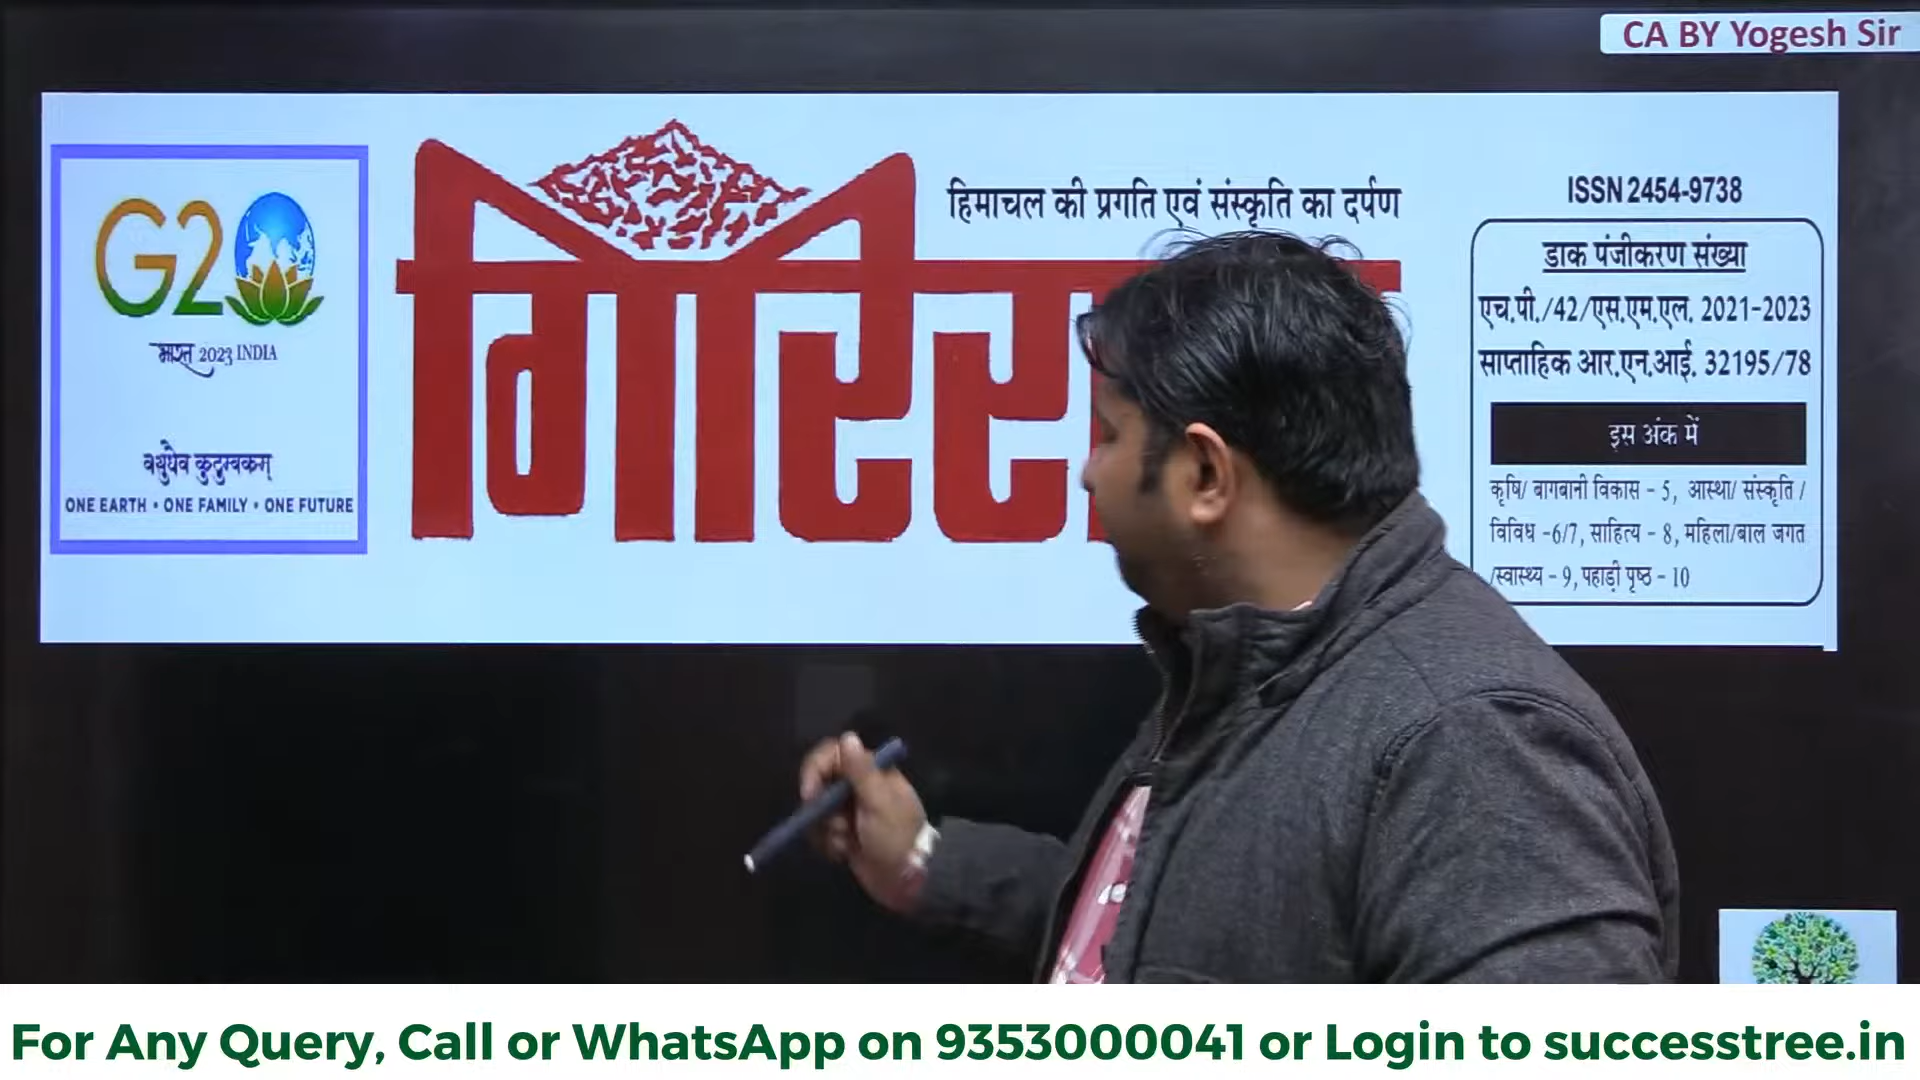 CA BY Yogesh Sir
G20
भारत 2023 INDIA
वसुधैव कुटुम्बकम्
ONE EARTH • ONE FAMILY • ONE FUTURE
हिमाचल की प्रगति एवं संस्कृति का दर्पण
ISSN 2454-9738
डाक पंजीकरण संख्या
एच.पी./42/एस.एम.एल. 2021-2023
साप्ताहिक आर.एन.आई. 32195/78
इस अंक में
कृषि/ बागवानी विकास - 5, आस्था/ संस्कृति /
विविध -6/7, साहित्य - 8, महिला/बाल जगत
/स्वास्थ्य - 9, पहाड़ी पृष्ठ - 10
For Any Query, Call or WhatsApp on 9353000041 or Login to successtree.in